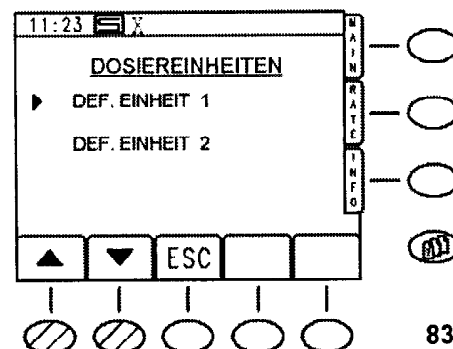 11:23 S X
DOSIEREINHEITEN
DEF. EINHEIT 1
DEF. EINHEIT 2
MAIN
RATE
INFO
ESC
83